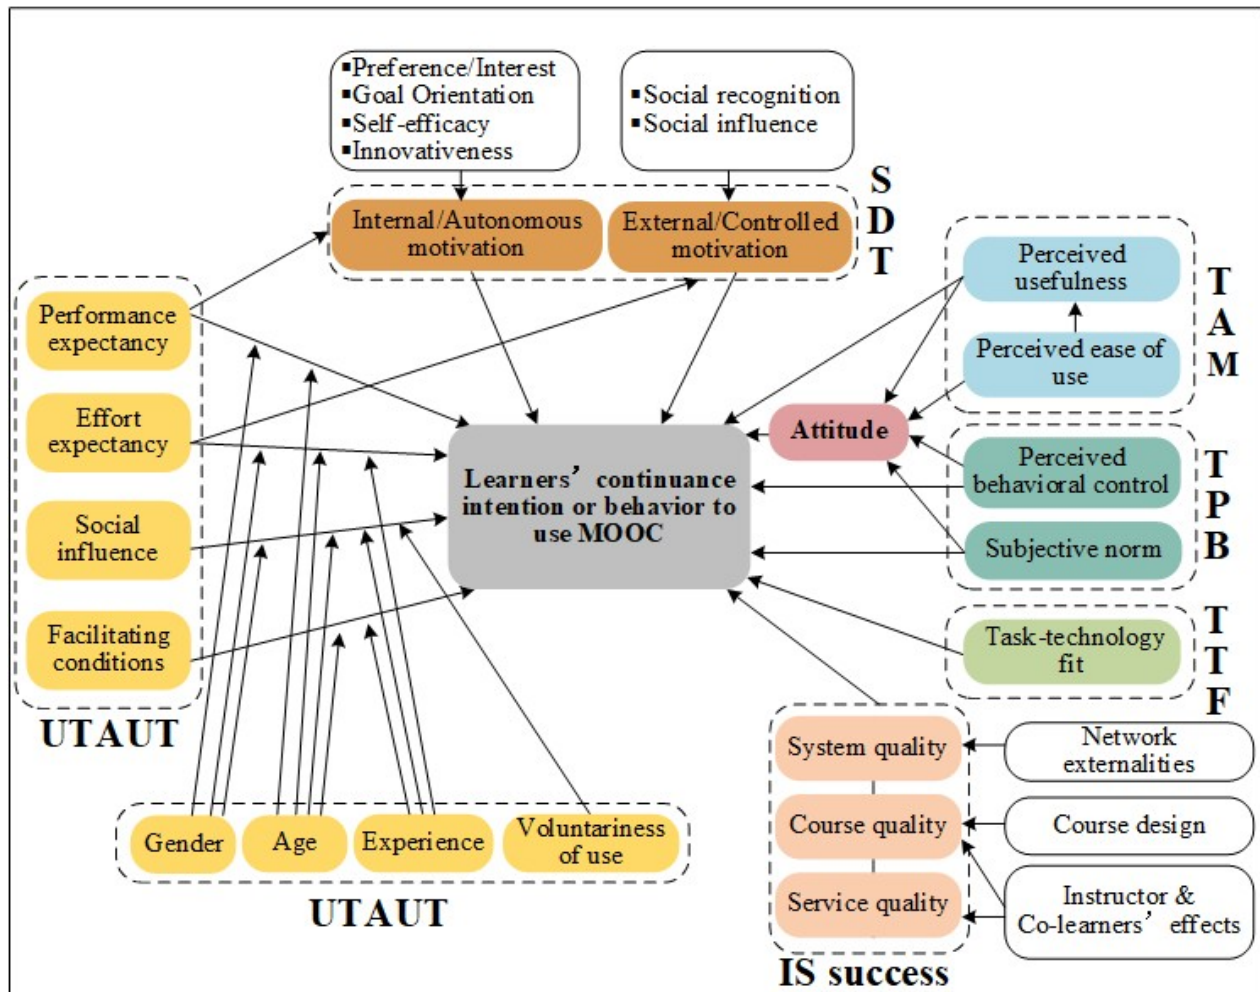 ▪Preference/Interest
▪Goal Orientation
▪Self-efficacy
▪Innovativeness
▪Social recognition
▪Social influence
S
D
T
Internal/Autonomous
motivation
External/Controlled
motivation
Performance
expectancy
Effort
expectancy
Social
influence
Facilitating
conditions
UTAUT
Learners’ continuance
intention or behavior to
use MOOC
Attitude
Perceived
usefulness
Perceived ease of
use
T
A
M
Perceived
behavioral control
Subjective norm
T
P
B
Task-technology
fit
T
T
F
Gender
Age
Experience
Voluntariness
of use
UTAUT
System quality
Course quality
Service quality
IS success
Network
externalities
Course design
Instructor &
Co-learners’ effects